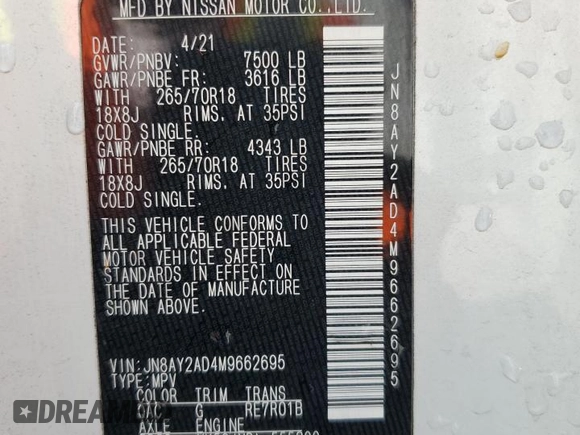 MFD BY NISSAN MOTOR CO.,LTD.
DATE: 4/21
GVWR/PNBV: 7500 LB
GAWR/PNBE FR: 3616 LB
WITH 265/70R18 TIRES
18X8J RIMS, AT 35PSI
COLD SINGLE.
GAWR/PNBE RR: 4343 LB
WITH 265/70R18 TIRES
18X8J RIMS, AT 35PSI
COLD SINGLE.
THIS VEHICLE CONFORMS TO
ALL APPLICABLE FEDERAL
MOTOR VEHICLE SAFETY
STANDARDS IN EFFECT ON
THE DATE OF MANUFACTURE
SHOWN ABOVE.
VIN:JN8AY2AD4M9662695
TYPE:MPV
COLOR TRIM TRANS
G RE7R01B
AXLE ENGINE
JN8AY2AD4M9662695